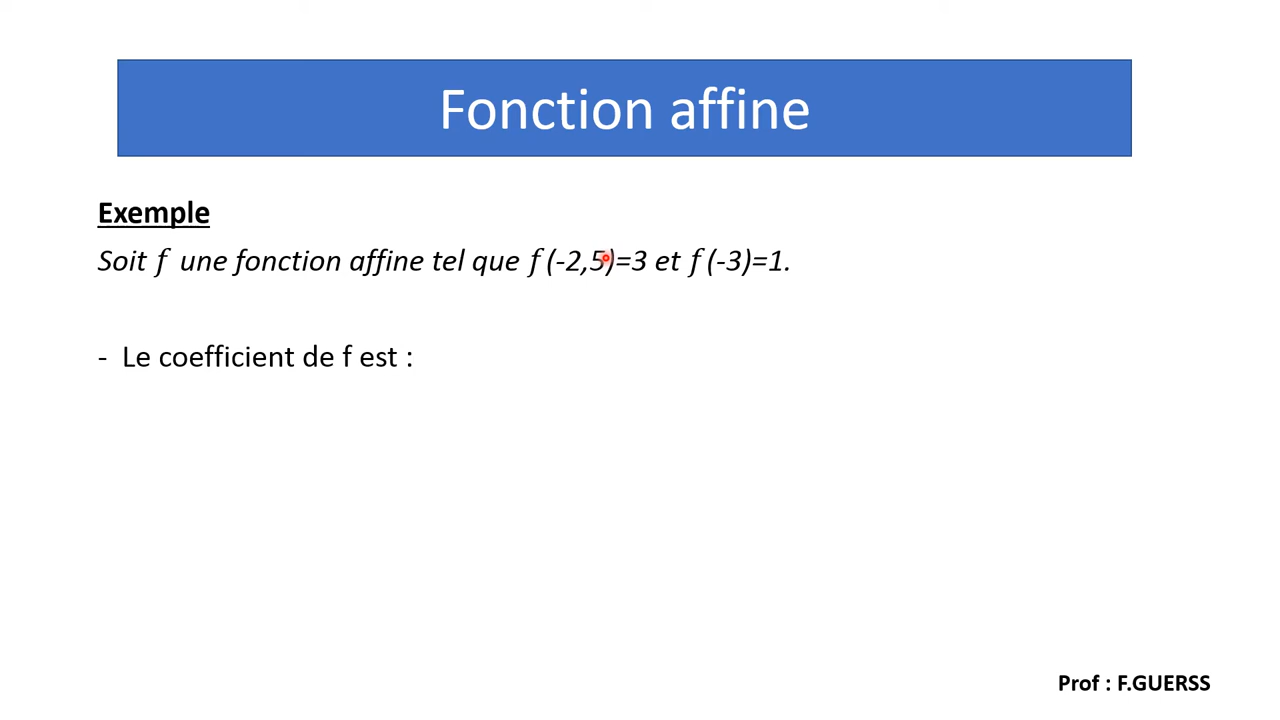 Fonction affine
Exemple
Soit f une fonction affine tel que f (-2,5)=3 et f (-3)=1.
- Le coefficient de f est :
Prof : F.GUERSS